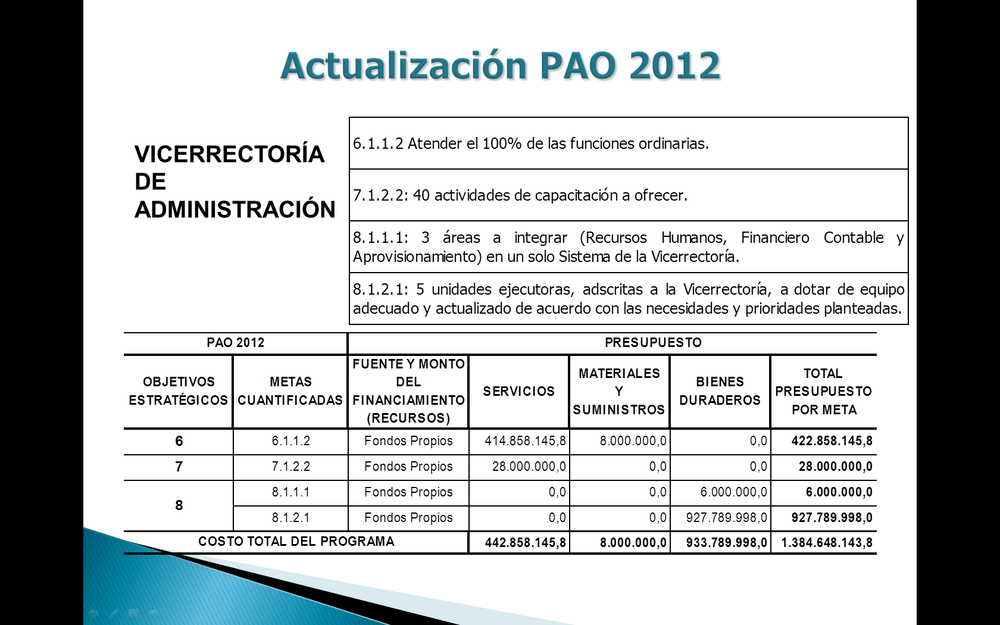 Actualización PAO 2012
VICERRECTORÍA
DE
ADMINISTRACIÓN
6.1.1.2 Atender el 100% de las funciones ordinarias.
7.1.2.2: 40 actividades de capacitación a ofrecer.
8.1.1.1: 3 áreas a integrar (Recursos Humanos, Financiero Contable y
Aprovisionamiento) en un solo Sistema de la Vicerrectoría.
8.1.2.1: 5 unidades ejecutoras, adscritas a la Vicerrectoría, a dotar de equipo
adecuado y actualizado de acuerdo con las necesidades y prioridades planteadas.
PAO 2012 PRESUPUESTO
OBJETIVOS
ESTRATÉGICOS
METAS
CUANTIFICADAS
FUENTE Y MONTO
DEL
FINANCIAMIENTO
(RECURSOS)
SERVICIOS
MATERIALES
Y
SUMINISTROS
BIENES
DURADEROS
TOTAL
PRESUPUESTO
POR META
6 6.1.1.2 Fondos Propios 414.858.145,8 8.000.000,0 0,0 422.858.145,8
7 7.1.2.2 Fondos Propios 28.000.000,0 0,0 0,0 28.000.000,0
8 8.1.1.1 Fondos Propios 0,0 0,0 6.000.000,0 6.000.000,0
8.1.2.1 Fondos Propios 0,0 0,0 927.789.998,0 927.789.998,0
COSTO TOTAL DEL PROGRAMA 442.858.145,8 8.000.000,0 933.789.998,0 1.384.648.143,8